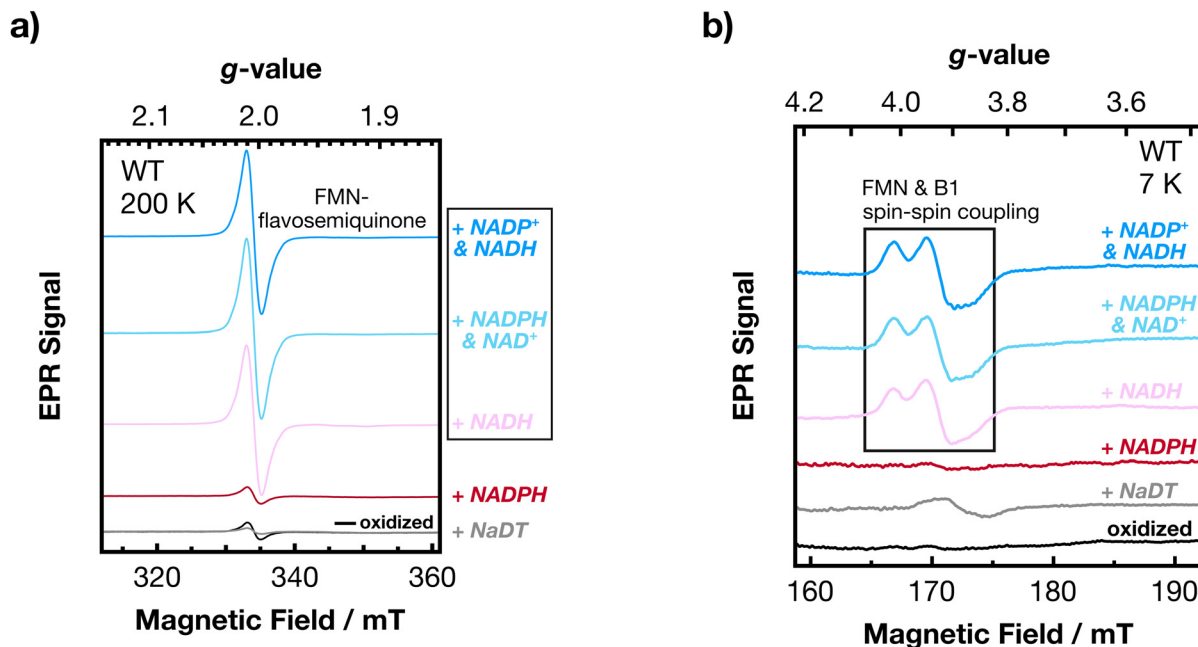 a)
g-value
2.1 2.0 1.9
WT
200 K
FMN-
flavosemiquinone
+ NADP⁺
& NADH
+ NADPH
& NAD⁺
+ NADH
+ NADPH
oxidized
+ NaDT
EPR Signal
320 340 360
Magnetic Field / mT
b)
g-value
4.2 4.0 3.8 3.6
WT
7 K
FMN & B1
spin-spin coupling
+ NADP⁺
& NADH
+ NADPH
& NAD⁺
+ NADH
+ NADPH
+ NaDT
oxidized
EPR Signal
160 170 180 190
Magnetic Field / mT